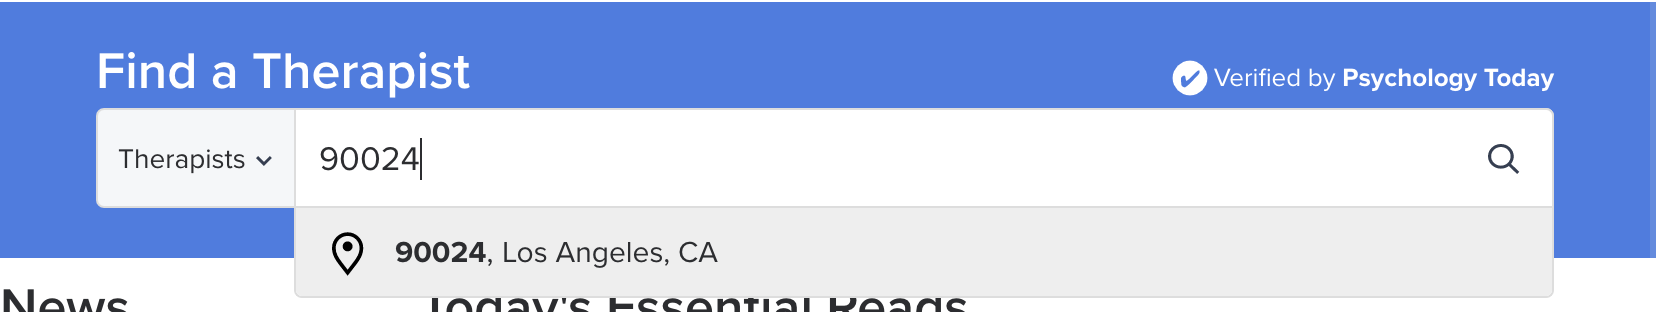 Find a Therapist
Verified by Psychology Today
Therapists
90024
90024, Los Angeles, CA
News
Today's Essential Reads